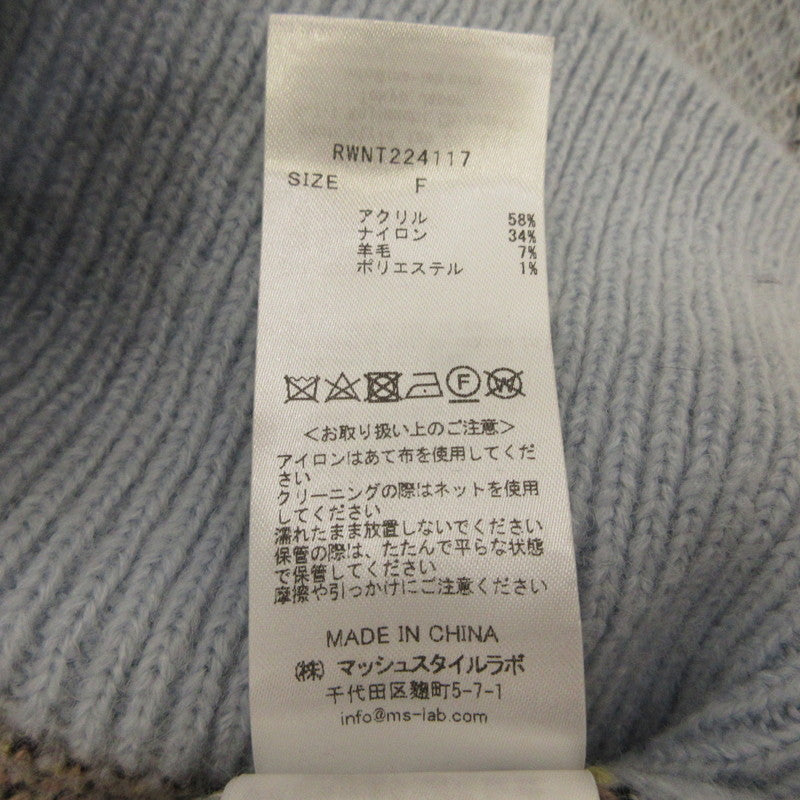 RWNT224117
SIZE F
アクリル 58%
ナイロン 34%
羊毛 7%
ポリエステル 1%
F W
<お取り扱い上のご注意>
アイロンはあて布を使用してくだ
さい
クリーニングの際はネットを使用
してください
濡れたまま放置しないでください
保管の際は、たたんで平らな状態
で保管してください
摩擦や引っかけにご注意ください
MADE IN CHINA
(株) マッシュスタイルラボ
千代田区麹町5-7-1
info@ms-lab.com